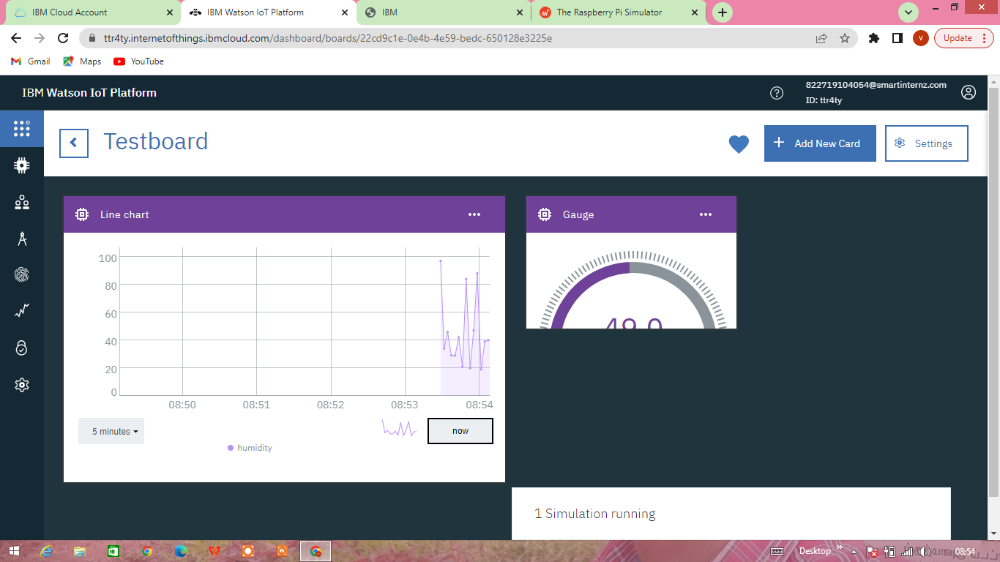 IBM Cloud Account
IBM Watson IoT Platform
IBM
The Raspberry Pi Simulator
ttr4ty.internetofthings.ibmcloud.com/dashboard/boards/22cd9c1e-0e4b-4e59-bedc-650128e3225e
V
Update
Gmail
Maps
YouTube
IBM Watson IoT Platform
822719104054@smartinternz.com
ID: ttr4ty
Testboard
Add New Card
Settings
Line chart
Gauge
100
80
60
40
20
0
08:50
08:51
08:52
08:53
08:54
5 minutes
now
humidity
49.0
1 Simulation running
Desktop
08:54